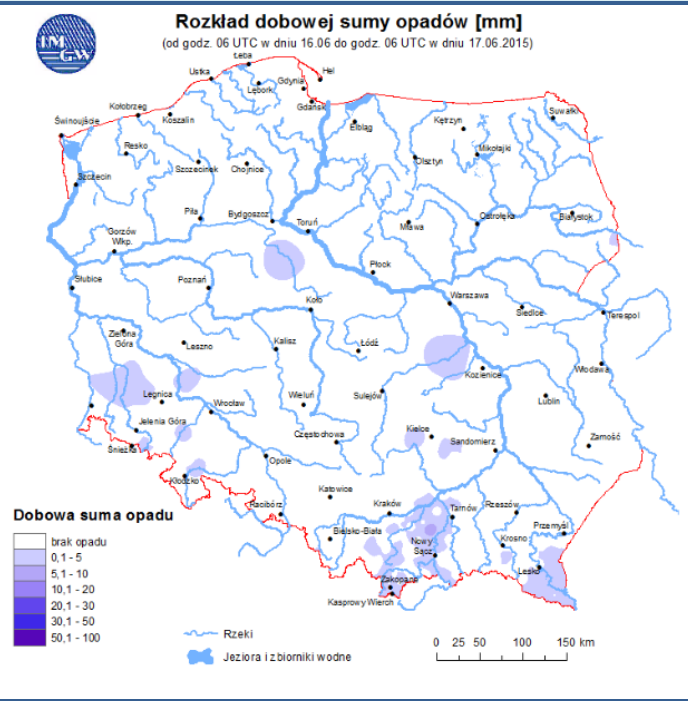 Rozkład dobowej sumy opadów [mm]
(od godz. 06 UTC w dniu 16.06 do godz. 06 UTC w dniu 17.06.2015)
IM
GW
Łeba
Hel
Ustka
Gdynia
Lębork
Gdańsk
Kołobrzeg
Koszalin
Świnoujście
Elbląg
Kętrzyn
Suwałki
Resko
Szczecinek
Chojnice
Olsztyn
Mikołajki
Szczecin
Piła
Bydgoszcz
Toruń
Mława
Ostrołęka
Białystok
Gorzów
Wlkp.
Płock
Słubice
Poznań
Koło
Warszawa
Siedlce
Terespol
Zielona
Góra
Leszno
Kalisz
Łódź
Kozienice
Włodawa
Legnica
Wrocław
Wieluń
Sulejów
Lublin
Jelenia Góra
Śnieżka
Częstochowa
Kielce
Sandomierz
Zamość
Opole
Kłodzko
Katowice
Racibórz
Kraków
Tarnów
Rzeszów
Przemyśl
Bielsko-Biała
Nowy
Sącz
Krosno
Lesko
Zakopane
Kasprowy Wierch
Dobowa suma opadu
brak opadu
0,1 - 5
5,1 - 10
10,1 - 20
20,1 - 30
30,1 - 50
50,1 - 100
Rzeki
Jeziora i zbiorniki wodne
0 25 50 100 150 km